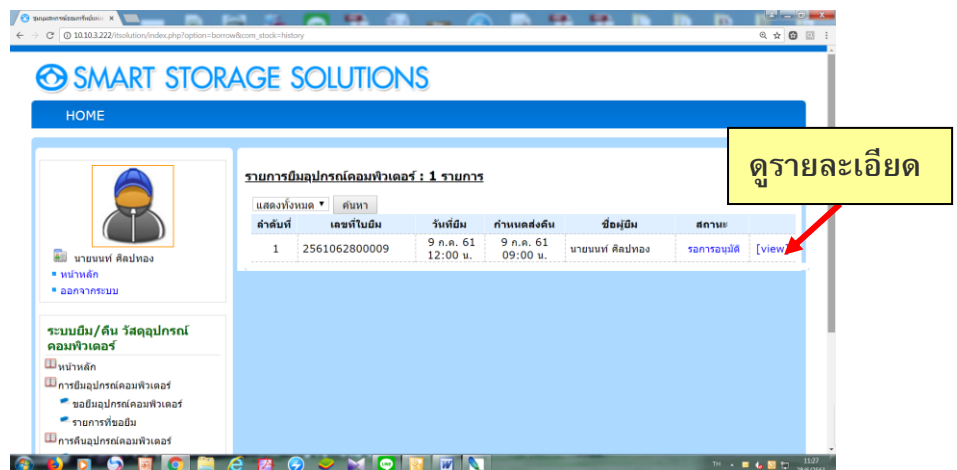 10.10.3.222/itsolution/index.php?option=borrow&com_stock=history
SMART STORAGE SOLUTIONS
HOME
ดูรายละเอียด
นายนนท์ ศิลปทอง
หน้าหลัก
ออกจากระบบ
ระบบยืม/คืน วัสดุอุปกรณ์
คอมพิวเตอร์
หน้าหลัก
การยืมอุปกรณ์คอมพิวเตอร์
ขอยืมอุปกรณ์คอมพิวเตอร์
รายการที่ขอยืม
การคืนอุปกรณ์คอมพิวเตอร์
รายการยืมอุปกรณ์คอมพิวเตอร์ : 1 รายการ
แสดงทั้งหมด ค้นหา
ลำดับที่ เลขที่ใบยืม วันที่ยืม กำหนดส่งคืน ชื่อผู้ยืม สถานะ
1 2561062800009 9 ก.ค. 61 12:00 น. 9 ก.ค. 61 09:00 น. นายนนท์ ศิลปทอง รอการอนุมัติ [view]
TH 11:27